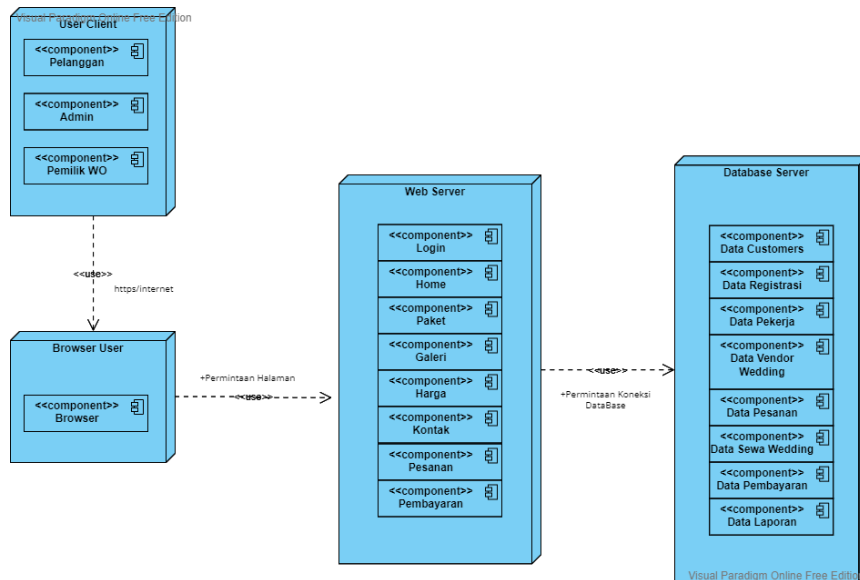 Visual Paradigm Online Free Edition
User Client
<<component>>
Pelanggan
<<component>>
Admin
<<component>>
Pemilik WO
<<use>>
https/internet
Browser User
<<component>>
Browser
+Permintaan Halaman
<<use>>
Web Server
<<component>>
Login
<<component>>
Home
<<component>>
Paket
<<component>>
Galeri
<<component>>
Harga
<<component>>
Kontak
<<component>>
Pesanan
<<component>>
Pembayaran
<<use>>
+Permintaan Koneksi
DataBase
Database Server
<<component>>
Data Customers
<<component>>
Data Registrasi
<<component>>
Data Pekerja
<<component>>
Data Vendor
Wedding
<<component>>
Data Pesanan
<<component>>
Data Sewa Wedding
<<component>>
Data Pembayaran
<<component>>
Data Laporan
Visual Paradigm Online Free Editio